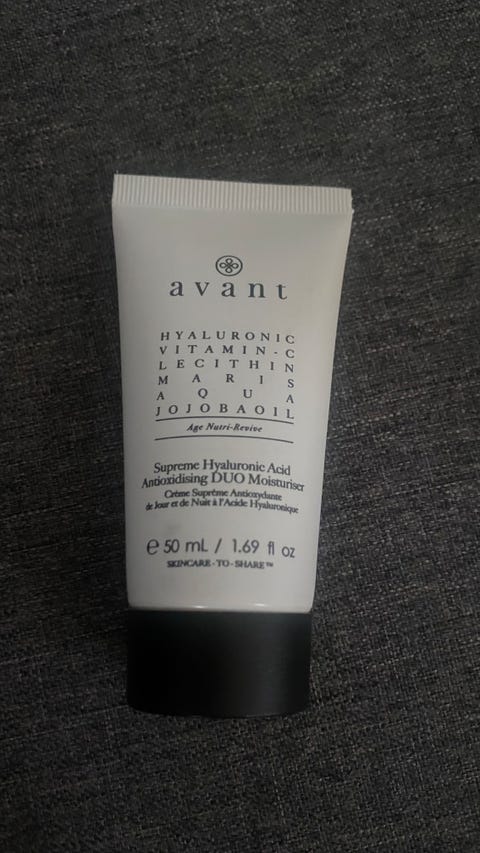 avant
HYALURONIC
VITAMIN-C
LECITHIN
MARIS
AQUA
JOJOBAOIL
Age Nutri-Revive
Supreme Hyaluronic Acid
Antioxidising DUO Moisturiser
Crème Suprême Antioxydante
de Jour et de Nuit à l'Acide Hyaluronique
e 50 mL / 1.69 fl oz
SKINCARE-TO-SHARE™